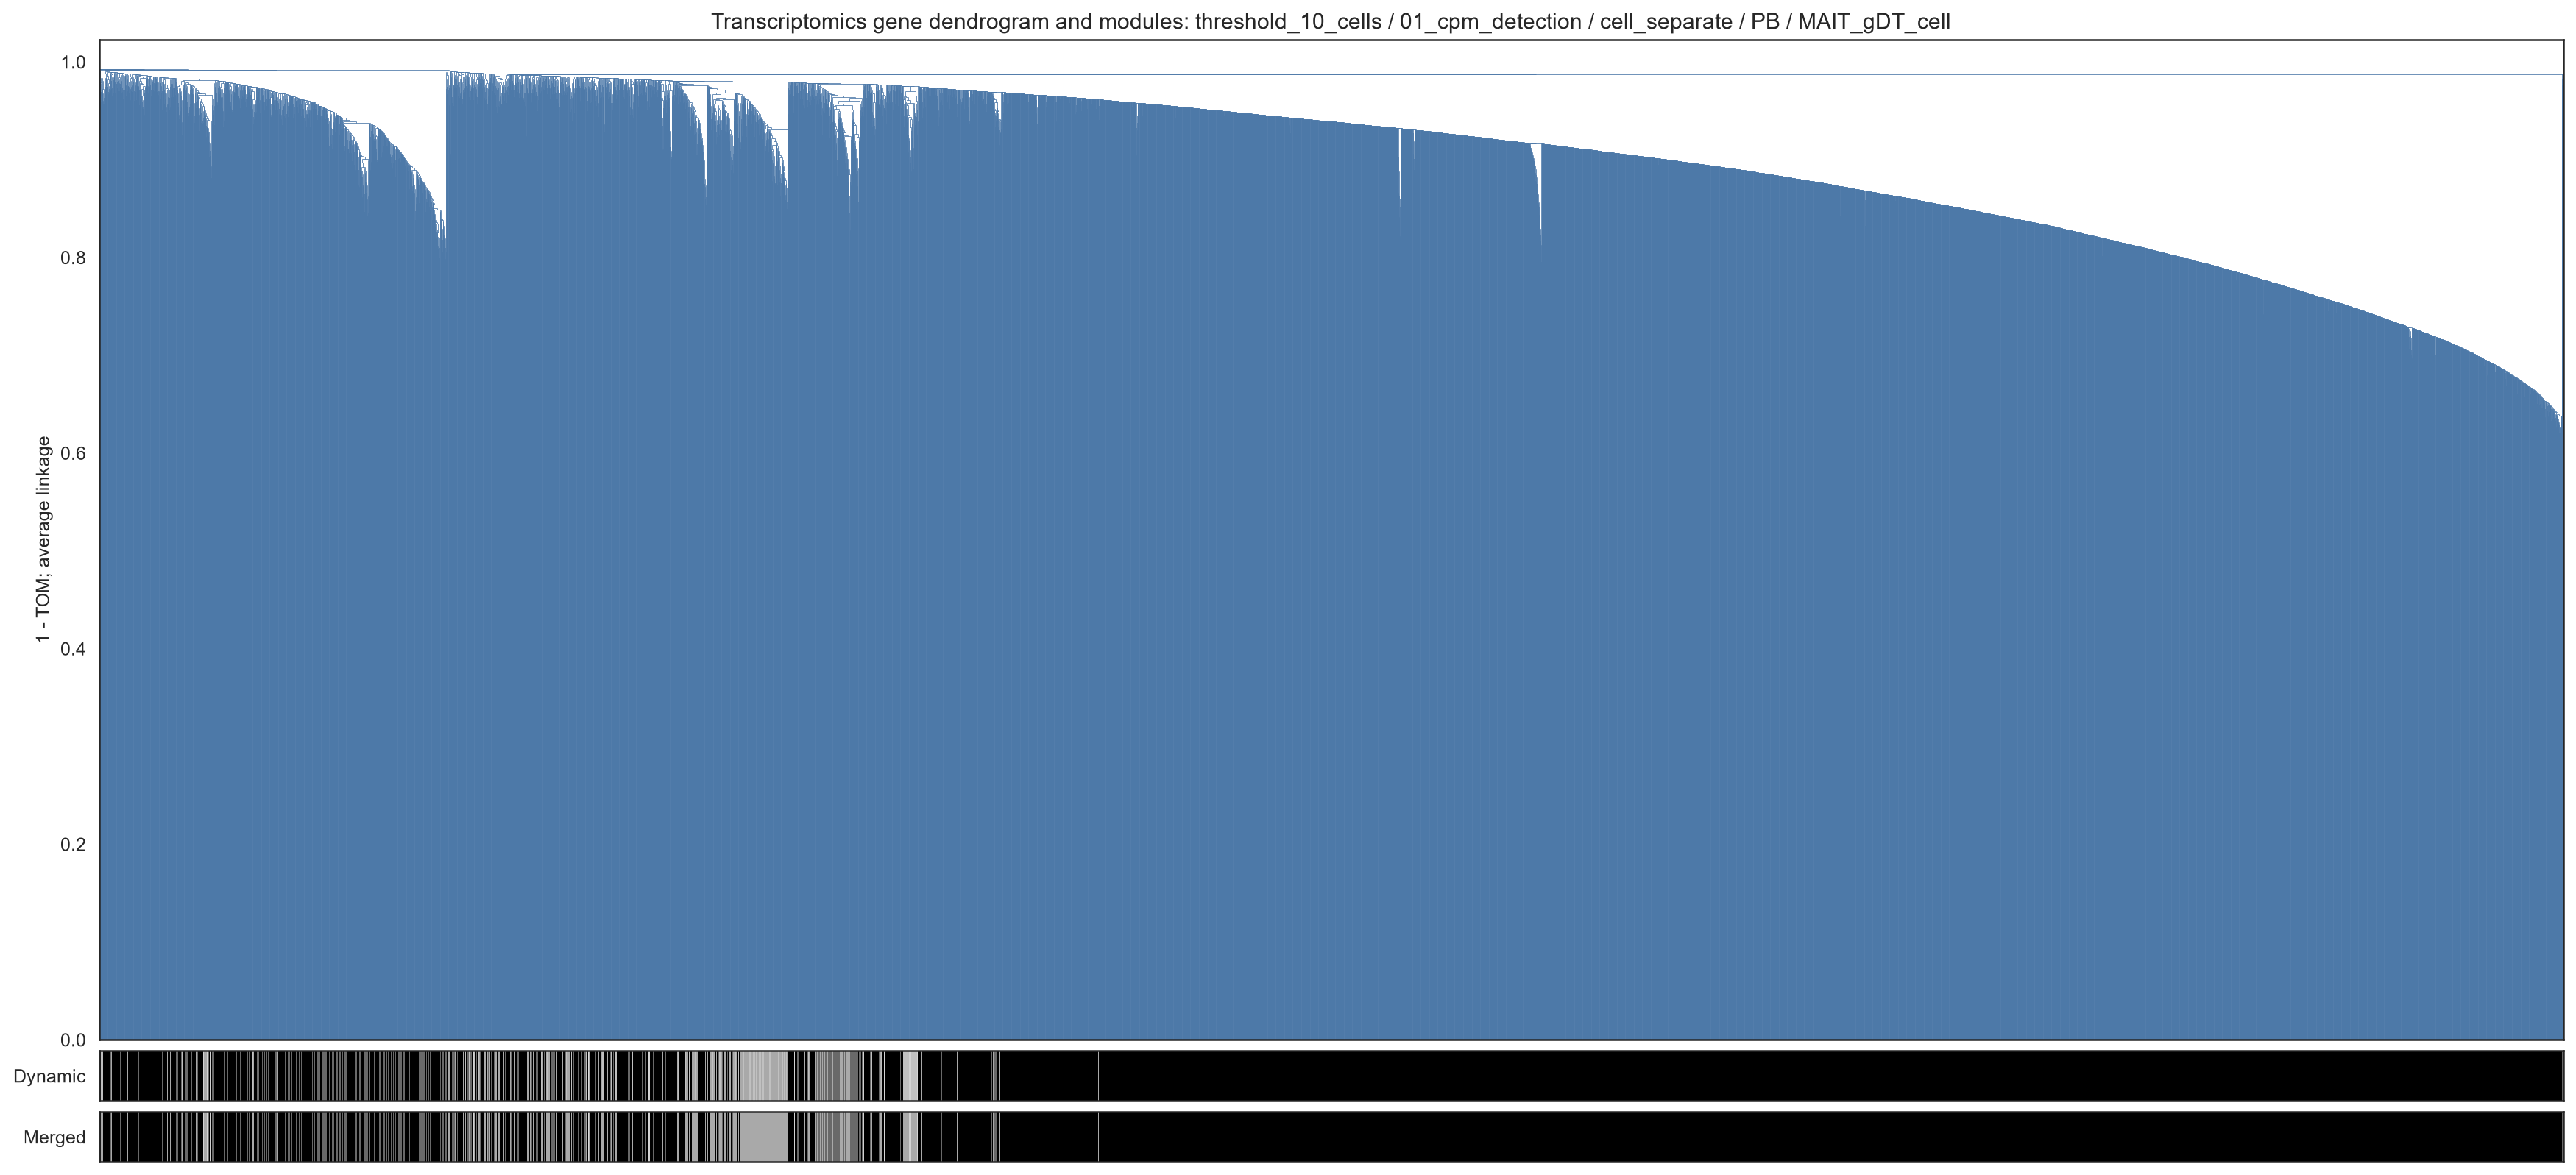 Transcriptomics gene dendrogram and modules: threshold_10_cells / 01_cpm_detection / cell_separate / PB / MAIT_gDT_cell
1.0
0.8
0.6
0.4
0.2
0.0
1 - TOM; average linkage
Dynamic
Merged